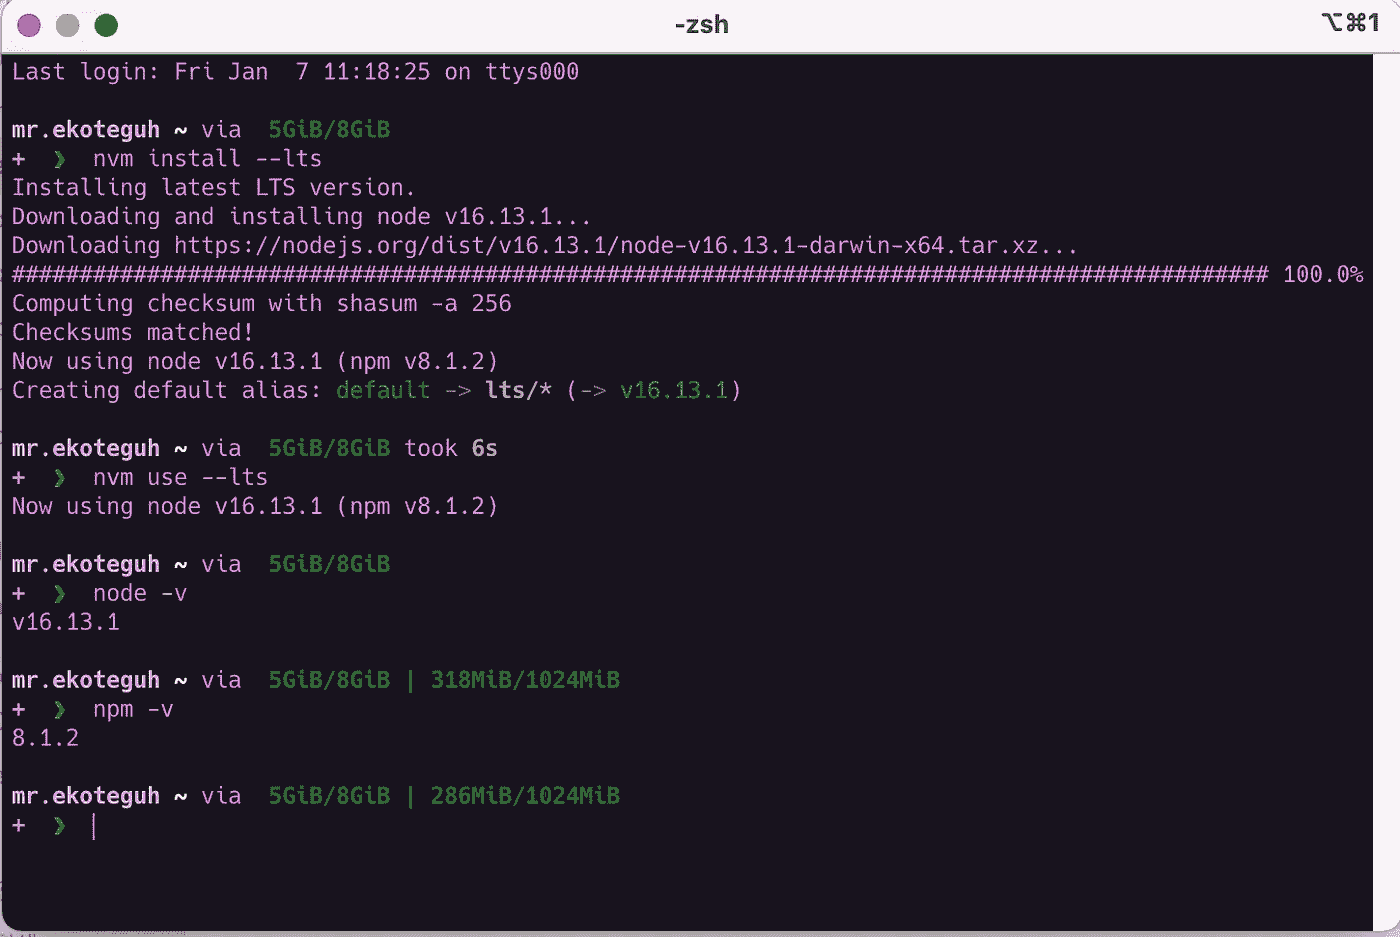 -zsh
⌥⌘1
Last login: Fri Jan  7 11:18:25 on ttys000
mr.ekoteguh ~ via  5GiB/8GiB
+  ❯  nvm install --lts
Installing latest LTS version.
Downloading and installing node v16.13.1...
Downloading https://nodejs.org/dist/v16.13.1/node-v16.13.1-darwin-x64.tar.xz...
############################################################################################# 100.0%
Computing checksum with shasum -a 256
Checksums matched!
Now using node v16.13.1 (npm v8.1.2)
Creating default alias: default -> lts/* (-> v16.13.1)
mr.ekoteguh ~ via  5GiB/8GiB took 6s
+  ❯  nvm use --lts
Now using node v16.13.1 (npm v8.1.2)
mr.ekoteguh ~ via  5GiB/8GiB
+  ❯  node -v
v16.13.1
mr.ekoteguh ~ via  5GiB/8GiB | 318MiB/1024MiB
+  ❯  npm -v
8.1.2
mr.ekoteguh ~ via  5GiB/8GiB | 286MiB/1024MiB
+  ❯